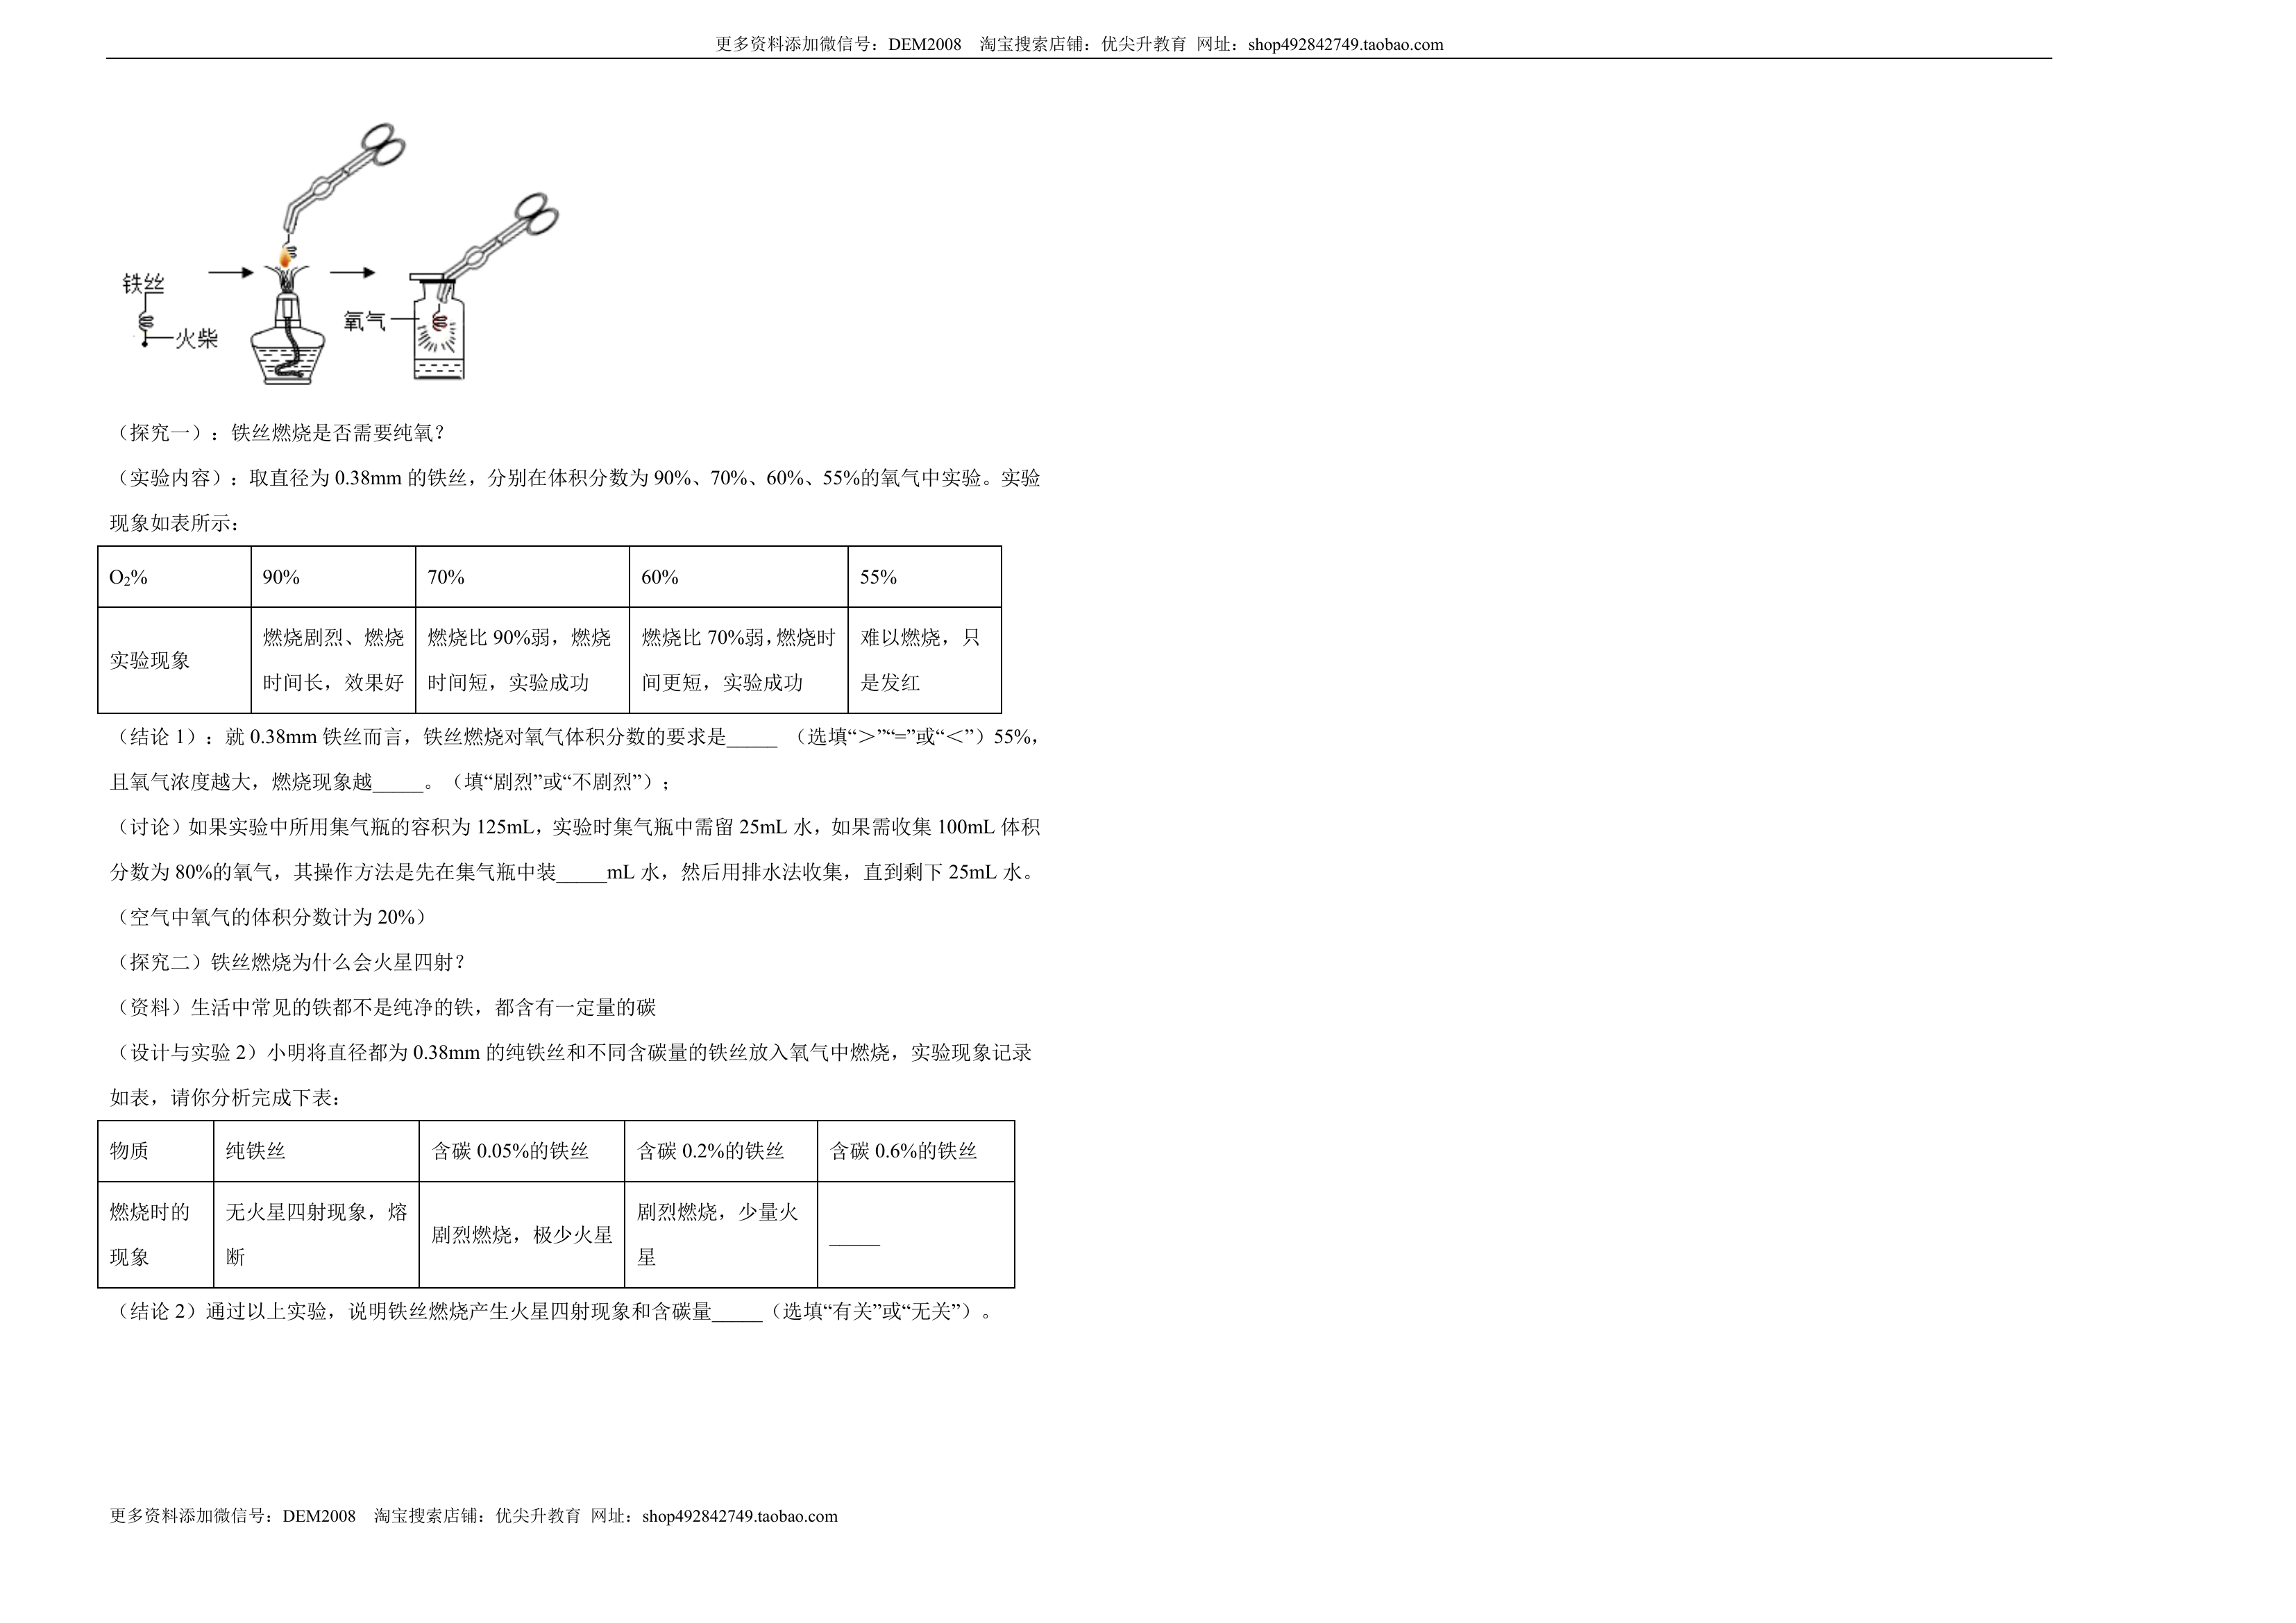 更多资料添加微信号：DEM2008　淘宝搜索店铺：优尖升教育 网址：shop492842749.taobao.com
铁丝
火柴
氧气
（探究一）：铁丝燃烧是否需要纯氧？
（实验内容）：取直径为 0.38mm 的铁丝，分别在体积分数为 90%、70%、60%、55%的氧气中实验。实验
现象如表所示：
O₂% 90% 70% 60% 55%
实验现象 燃烧剧烈、燃烧时间长，效果好 燃烧比 90%弱，燃烧时间短，实验成功 燃烧比 70%弱，燃烧时间更短，实验成功 难以燃烧，只是发红
（结论 1）：就 0.38mm 铁丝而言，铁丝燃烧对氧气体积分数的要求是_____ （选填“＞”“=”或“＜”）55%，
且氧气浓度越大，燃烧现象越_____。（填“剧烈”或“不剧烈”）；
（讨论）如果实验中所用集气瓶的容积为 125mL，实验时集气瓶中需留 25mL 水，如果需收集 100mL 体积
分数为 80%的氧气，其操作方法是先在集气瓶中装_____mL 水，然后用排水法收集，直到剩下 25mL 水。
（空气中氧气的体积分数计为 20%）
（探究二）铁丝燃烧为什么会火星四射？
（资料）生活中常见的铁都不是纯净的铁，都含有一定量的碳
（设计与实验 2）小明将直径都为 0.38mm 的纯铁丝和不同含碳量的铁丝放入氧气中燃烧，实验现象记录
如表，请你分析完成下表：
物质 纯铁丝 含碳 0.05%的铁丝 含碳 0.2%的铁丝 含碳 0.6%的铁丝
燃烧时的现象 无火星四射现象，熔断 剧烈燃烧，极少火星 剧烈燃烧，少量火星 _____
（结论 2）通过以上实验，说明铁丝燃烧产生火星四射现象和含碳量_____（选填“有关”或“无关”）。
更多资料添加微信号：DEM2008　淘宝搜索店铺：优尖升教育 网址：shop492842749.taobao.com